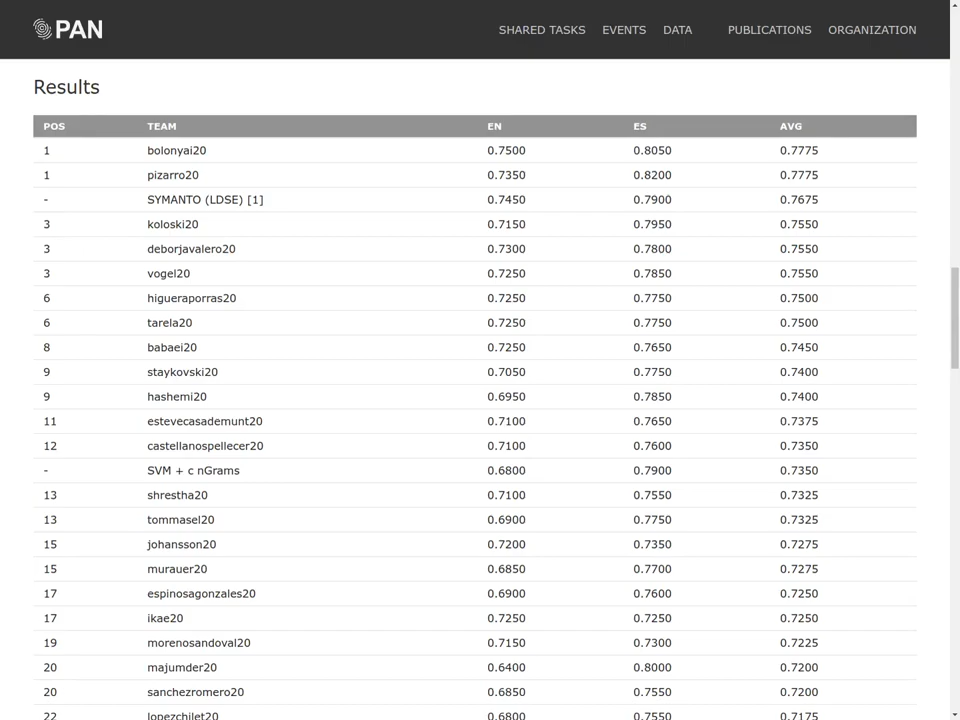 PAN SHARED TASKS EVENTS DATA PUBLICATIONS ORGANIZATION
Results
POS TEAM EN ES AVG
1 bolonyai20 0.7500 0.8050 0.7775
1 pizarro20 0.7350 0.8200 0.7775
- SYMANTO (LDSE) [1] 0.7450 0.7900 0.7675
3 koloski20 0.7150 0.7950 0.7550
3 deborjavalero20 0.7300 0.7800 0.7550
3 vogel20 0.7250 0.7850 0.7550
6 higueraporras20 0.7250 0.7750 0.7500
6 tarela20 0.7250 0.7750 0.7500
8 babaei20 0.7250 0.7650 0.7450
9 staykovski20 0.7050 0.7750 0.7400
9 hashemi20 0.6950 0.7850 0.7400
11 estevecasademunt20 0.7100 0.7650 0.7375
12 castellanospellecer20 0.7100 0.7600 0.7350
- SVM + c nGrams 0.6800 0.7900 0.7350
13 shrestha20 0.7100 0.7550 0.7325
13 tommasel20 0.6900 0.7750 0.7325
15 johansson20 0.7200 0.7350 0.7275
15 murauer20 0.6850 0.7700 0.7275
17 espinosagonzales20 0.6900 0.7600 0.7250
17 ikae20 0.7250 0.7250 0.7250
19 morenosandoval20 0.7150 0.7300 0.7225
20 majumder20 0.6400 0.8000 0.7200
20 sanchezromero20 0.6850 0.7550 0.7200
22 lopezchilet20 0.6800 0.7550 0.7175